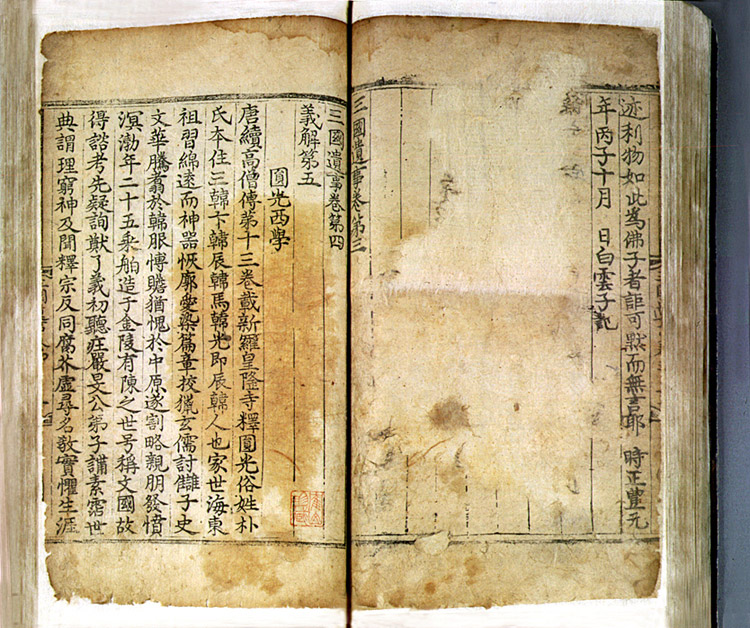 迹利物如此為佛子者詎可黙而無言耶 時正豊元
年丙子十月 日白雲子記
三國遺事卷第三
三國遺事卷第四
義解第五
圓光西學
唐續高僧傳第十三卷載新羅皇隆寺釋圓光俗姓朴
氏本住三韓卞韓辰韓馬韓光即辰韓人也家世海東
祖習綿遠而神器恢廓愛染篇章挍獵玄儒討讎子史
文華騰翥於韓服愽贍猶愧於中原遂割略親朋發憤
溟渤年二十五乘舶造于金陵有陳之世号稱文國故
得諮考先疑詢猷了義初聽莊嚴旻公弟子講素霑世
典謂理窮神及聞釋宗反同腐芥虛尋名敎實懼生涯